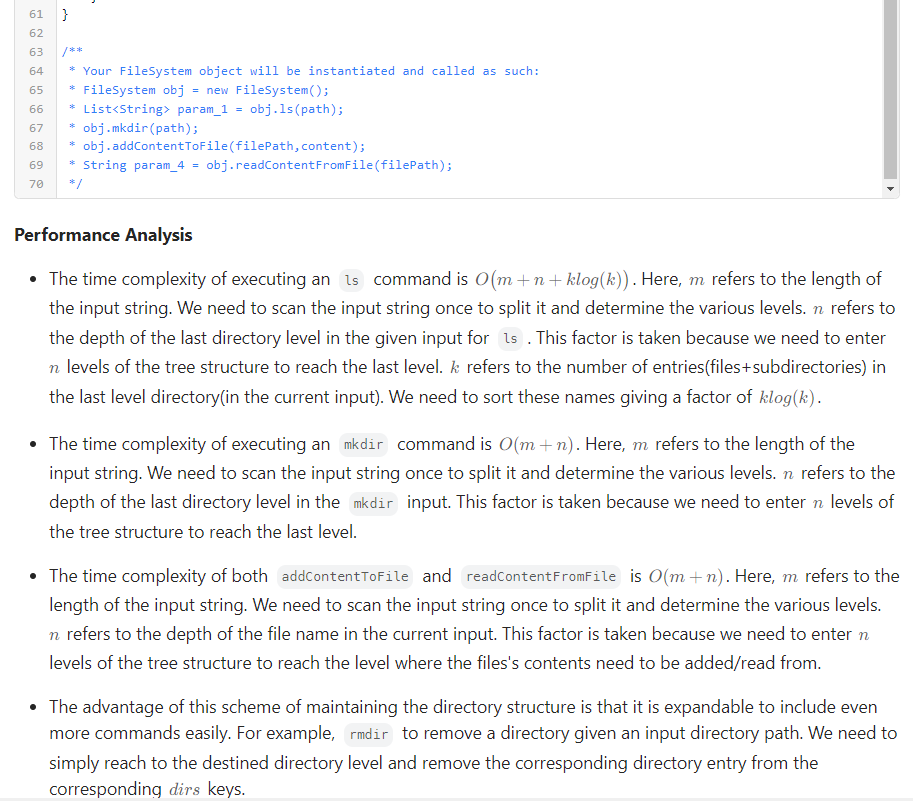 61 }
62
63 /**
64 * Your FileSystem object will be instantiated and called as such:
65 * FileSystem obj = new FileSystem();
66 * List<String> param_1 = obj.ls(path);
67 * obj.mkdir(path);
68 * obj.addContentToFile(filePath,content);
69 * String param_4 = obj.readContentFromFile(filePath);
70 */
Performance Analysis
• The time complexity of executing an ls command is O(m + n + klog(k)). Here, m refers to the length of
the input string. We need to scan the input string once to split it and determine the various levels. n refers to
the depth of the last directory level in the given input for ls . This factor is taken because we need to enter
n levels of the tree structure to reach the last level. k refers to the number of entries(files+subdirectories) in
the last level directory(in the current input). We need to sort these names giving a factor of klog(k).
• The time complexity of executing an mkdir command is O(m + n). Here, m refers to the length of the
input string. We need to scan the input string once to split it and determine the various levels. n refers to the
depth of the last directory level in the mkdir input. This factor is taken because we need to enter n levels of
the tree structure to reach the last level.
• The time complexity of both addContentToFile and readContentFromFile is O(m + n). Here, m refers to the
length of the input string. We need to scan the input string once to split it and determine the various levels.
n refers to the depth of the file name in the current input. This factor is taken because we need to enter n
levels of the tree structure to reach the level where the files's contents need to be added/read from.
• The advantage of this scheme of maintaining the directory structure is that it is expandable to include even
more commands easily. For example, rmdir to remove a directory given an input directory path. We need to
simply reach to the destined directory level and remove the corresponding directory entry from the
corresponding dirs keys.